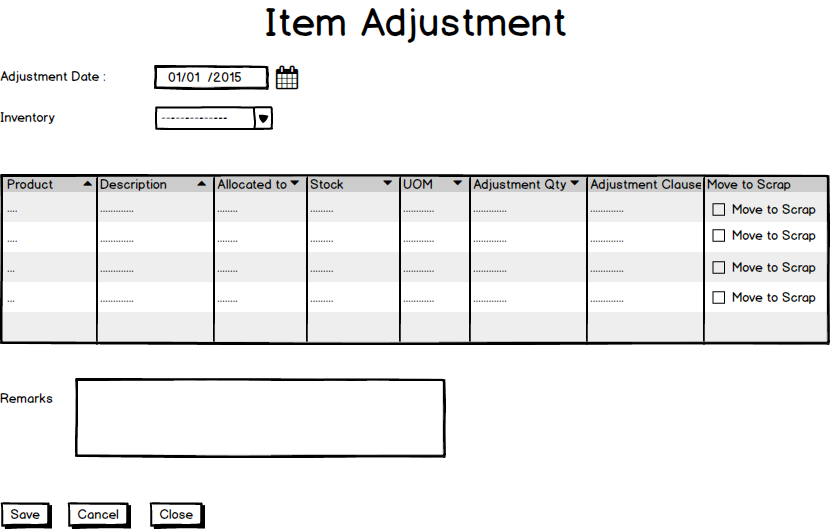 Item Adjustment
Adjustment Date : 01/01 /2015
Inventory -------------
Product Description Allocated to Stock UOM Adjustment Qty Adjustment Clause Move to Scrap
.... ............. ........ ......... ............ ............. ............. Move to Scrap
.... ............. ........ ......... ............ ............. ............. Move to Scrap
... ............. ........ ......... ............ ............. ............. Move to Scrap
... ............. ........ ......... ............ ............. ............. Move to Scrap
Remarks
Save Cancel Close